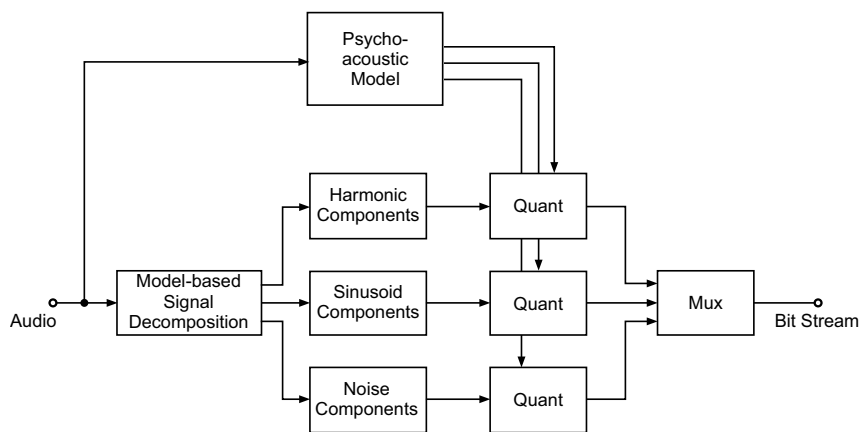 Psycho-
acoustic
Model
Harmonic
Components
Quant
Model-based
Signal
Decomposition
Sinusoid
Components
Quant
Mux
Audio
Bit Stream
Noise
Components
Quant